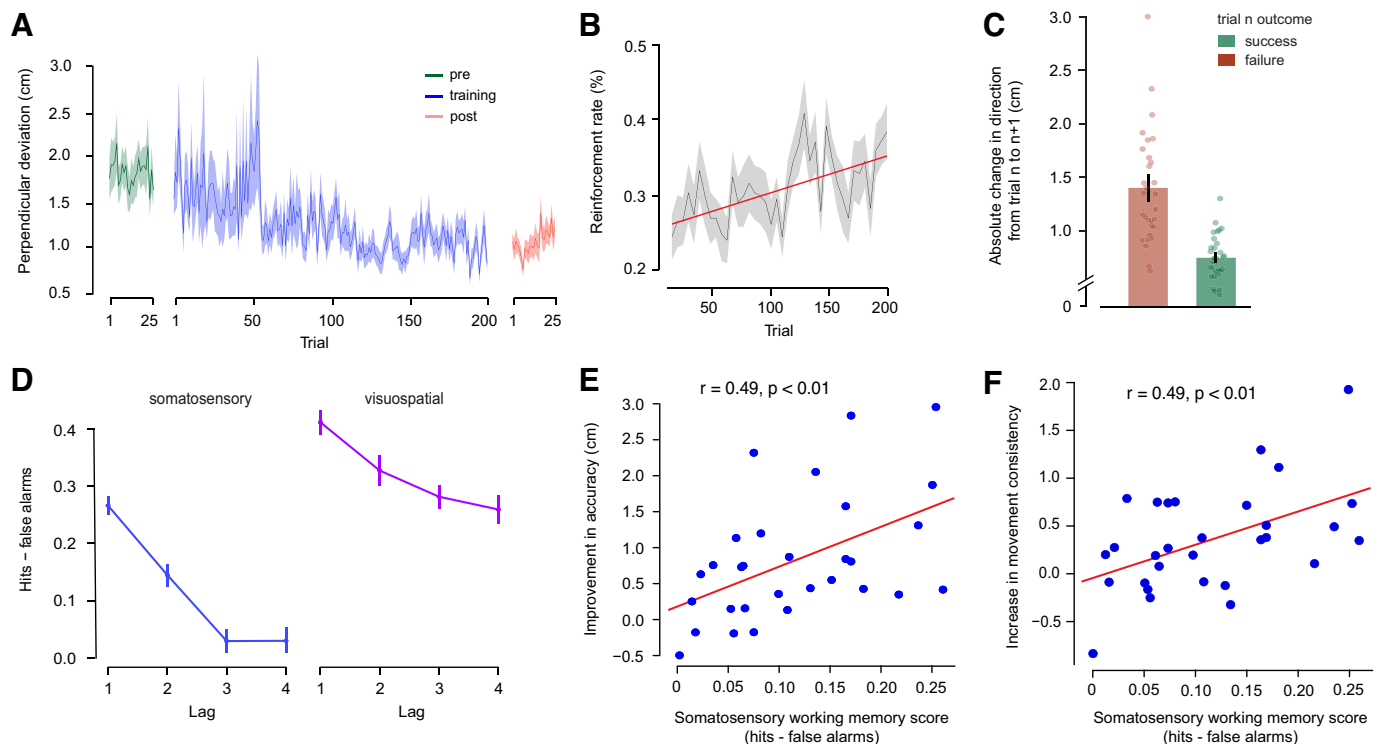 A
Perpendicular deviation (cm)
3.0
2.5
2.0
1.5
1.0
0.5
pre
training
post
1 25 1 50 100 150 200 1 25
Trial
B
Reinforcement rate (%)
0.5
0.4
0.3
0.2
50 100 150 200
Trial
C
Absolute change in direction
from trial n to n+1 (cm)
3.0
2.5
2.0
1.5
1.0
0
trial n outcome
success
failure
D
Hits – false alarms
somatosensory visuospatial
0.4
0.3
0.2
0.1
0.0
1 2 3 4 1 2 3 4
Lag Lag
E
r = 0.49, p < 0.01
Improvement in accuracy (cm)
3.0
2.5
2.0
1.5
1.0
0.5
0.0
−0.5
0 0.05 0.10 0.15 0.20 0.25
Somatosensory working memory score
(hits - false alarms)
F
r = 0.49, p < 0.01
Increase in movement consistency
2.0
1.5
1.0
0.5
0.0
−0.5
0 0.05 0.10 0.15 0.20 0.25
Somatosensory working memory score
(hits - false alarms)